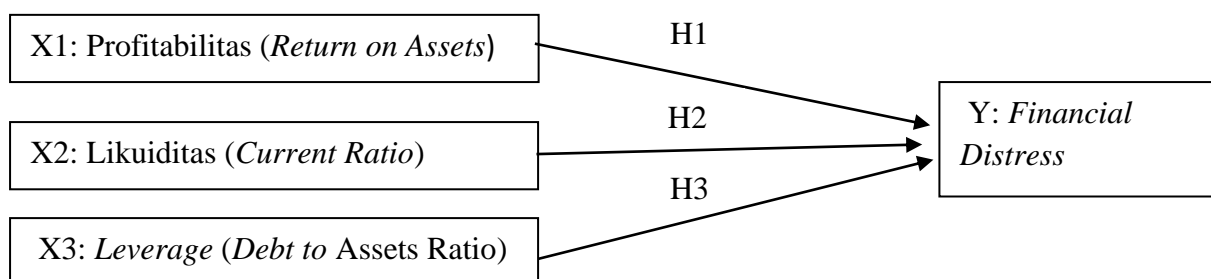 X1: Profitabilitas (Return on Assets)
H1
X2: Likuiditas (Current Ratio)
H2
Y: Financial
Distress
H3
X3: Leverage (Debt to Assets Ratio)